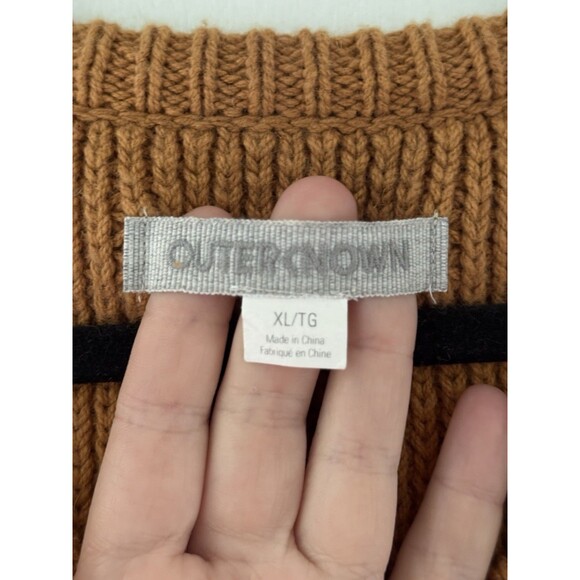 OUTERKNOWN
XL/TG
Made in China
Fabriqué en Chine